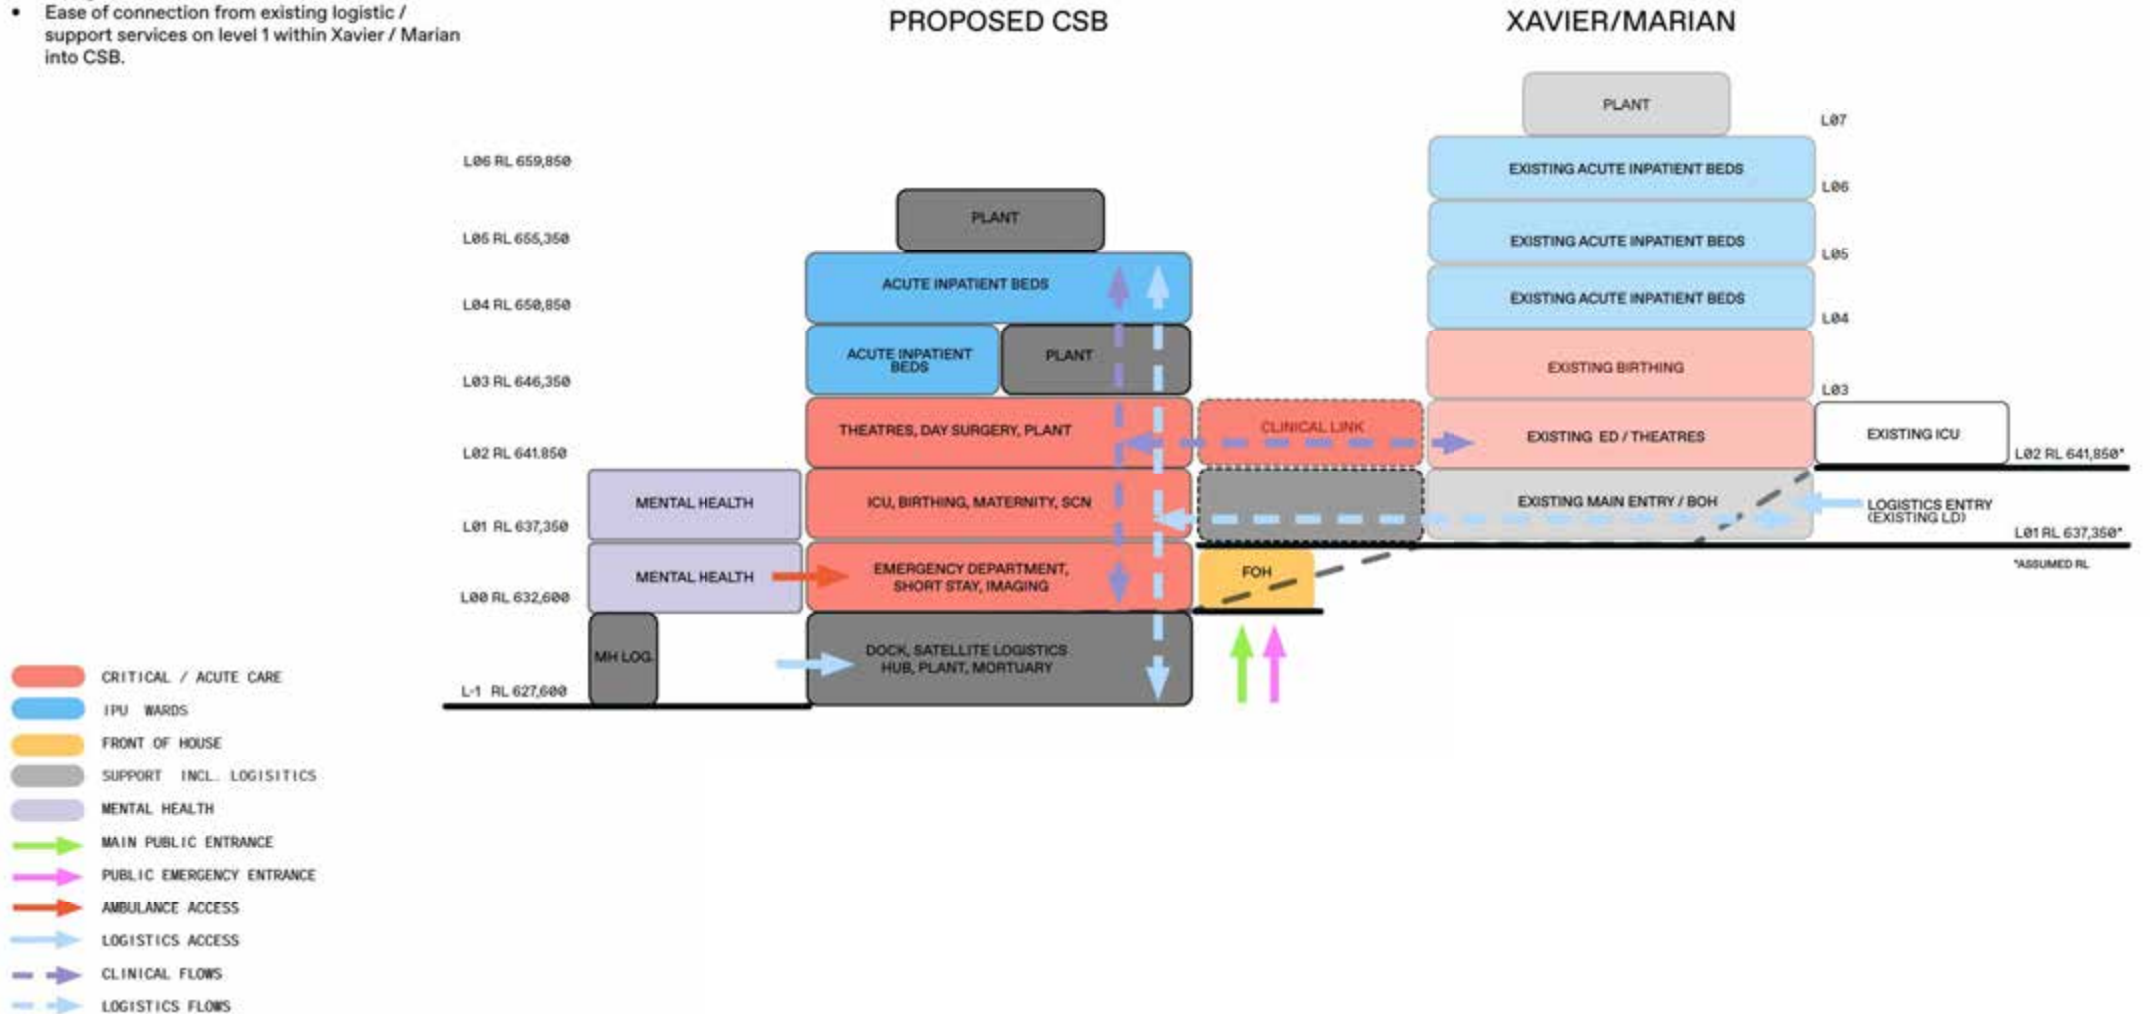 • Ease of connection from existing logistic /
support services on level 1 within Xavier / Marian
into CSB.
PROPOSED CSB
XAVIER/MARIAN
PLANT
L07
L06 RL 659,850
EXISTING ACUTE INPATIENT BEDS
L06
PLANT
L05 RL 655,350
EXISTING ACUTE INPATIENT BEDS
L05
ACUTE INPATIENT BEDS
L04 RL 650,850
EXISTING ACUTE INPATIENT BEDS
L04
ACUTE INPATIENT
BEDS
PLANT
L03 RL 646,350
EXISTING BIRTHING
L03
THEATRES, DAY SURGERY, PLANT
CLINICAL LINK
EXISTING ED / THEATRES
EXISTING ICU
L02 RL 641.850
L02 RL 641,850*
MENTAL HEALTH
ICU, BIRTHING, MATERNITY, SCN
EXISTING MAIN ENTRY / BOH
LOGISTICS ENTRY
(EXISTING LD)
L01 RL 637,350
L01 RL 637,350*
*ASSUMED RL
MENTAL HEALTH
EMERGENCY DEPARTMENT,
SHORT STAY, IMAGING
FOH
L00 RL 632,600
MH LOG.
DOCK, SATELLITE LOGISTICS
HUB, PLANT, MORTUARY
L-1 RL 627,600
CRITICAL / ACUTE CARE
IPU WARDS
FRONT OF HOUSE
SUPPORT INCL. LOGISITICS
MENTAL HEALTH
MAIN PUBLIC ENTRANCE
PUBLIC EMERGENCY ENTRANCE
AMBULANCE ACCESS
LOGISTICS ACCESS
CLINICAL FLOWS
LOGISTICS FLOWS